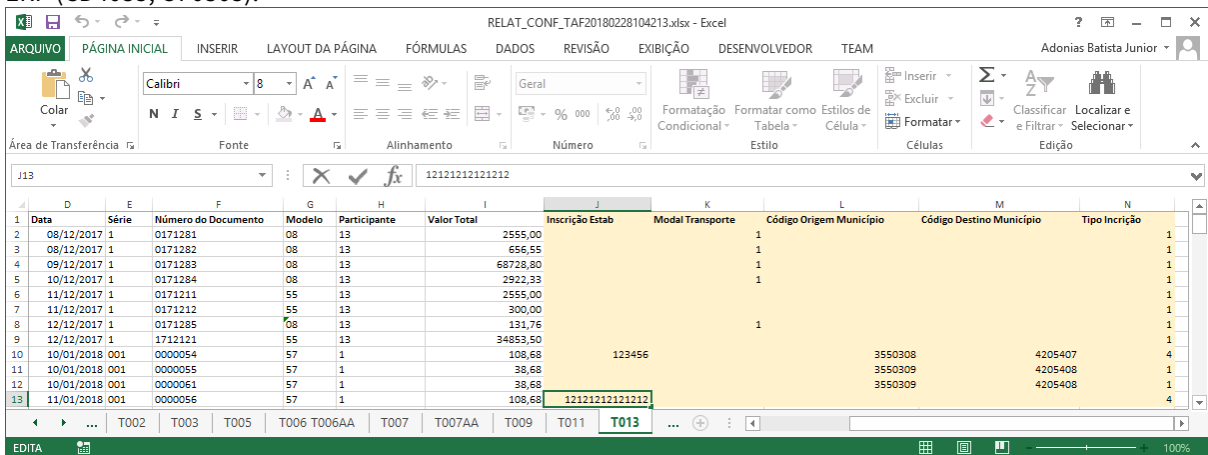 RELAT_CONF_TAF20180228104213.xlsx - Excel
ARQUIVO PÁGINA INICIAL INSERIR LAYOUT DA PÁGINA FÓRMULAS DADOS REVISÃO EXIBIÇÃO DESENVOLVEDOR TEAM Adonias Batista Junior
Colar
Calibri 8
N I S
Geral
% 000
Formatação Condicional
Formatar como Tabela
Estilos de Célula
Inserir
Excluir
Formatar
Classificar e Filtrar
Localizar e Selecionar
Área de Transferência Fonte Alinhamento Número Estilo Células Edição
J13 fx 12121212121212
D E F G H I J K L M N
1 Data Série Número do Documento Modelo Participante Valor Total Inscrição Estab Modal Transporte Código Origem Município Código Destino Município Tipo Incrição
2 08/12/2017 1 0171281 08 13 2555,00 1 1
3 08/12/2017 1 0171282 08 13 656,55 1 1
4 09/12/2017 1 0171283 08 13 68728,80 1 1
5 10/12/2017 1 0171284 08 13 2922,33 1 1
6 11/12/2017 1 0171211 55 13 2555,00 1
7 11/12/2017 1 0171212 55 13 300,00 1
8 12/12/2017 1 0171285 08 13 131,76 1 1
9 12/12/2017 1 1712121 55 13 34853,50 1
10 10/01/2018 001 0000054 57 1 108,68 123456 3550308 4205407 4
11 10/01/2018 001 0000055 57 1 38,68 3550309 4205408 1
12 10/01/2018 001 0000061 57 1 38,68 3550309 4205408 1
13 11/01/2018 001 0000056 57 1 108,68 12121212121212 4
... T002 T003 T005 T006 T006AA T007 T007AA T009 T011 T013 ...
EDITA 100%